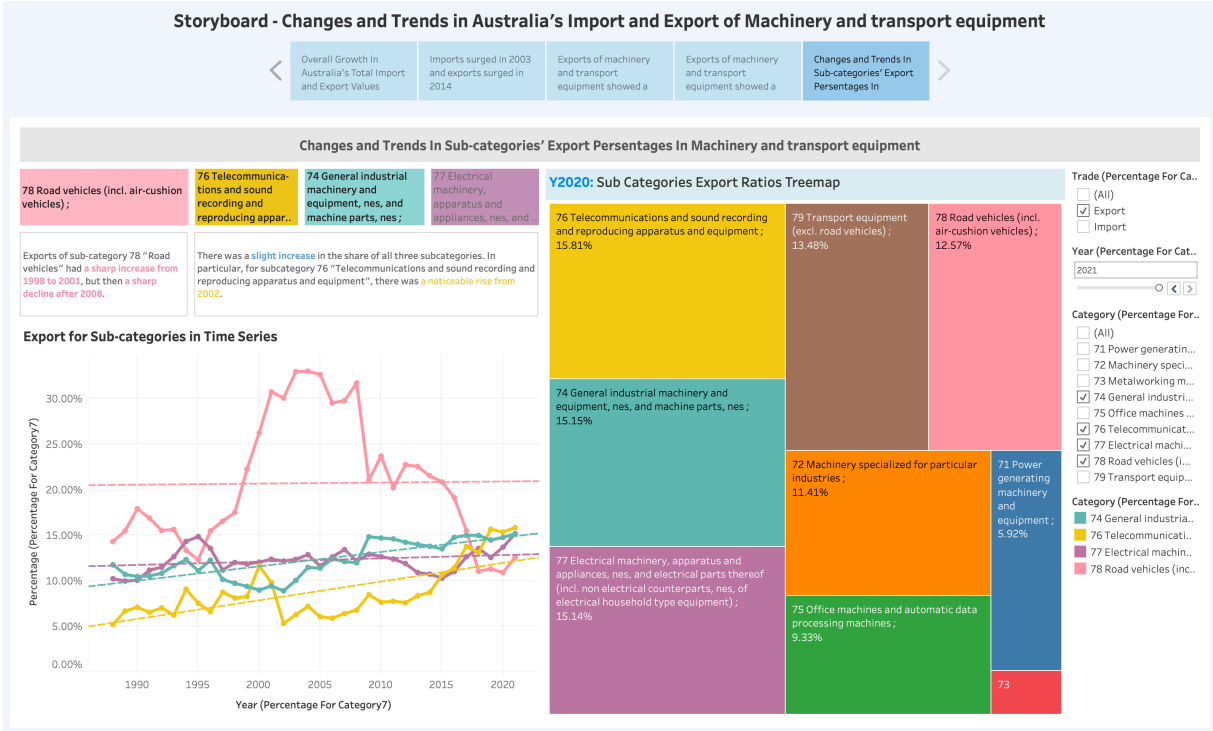 Storyboard - Changes and Trends in Australia's Import and Export of Machinery and transport equipment
Overall Growth In
Australia's Total Import
and Export Values
Imports surged in 2003
and exports surged in
2014
Exports of machinery
and transport
equipment showed a
Exports of machinery
and transport
equipment showed a
Changes and Trends In
Sub-categories' Export
Persentages In
Changes and Trends In Sub-categories' Export Persentages In Machinery and transport equipment
78 Road vehicles (incl. air-cushion
vehicles) ;
76 Telecommunica-
tions and sound
recording and
reproducing appar..
74 General industrial
machinery and
equipment, nes, and
machine parts, nes ;
77 Electrical
machinery,
apparatus and
appliances, nes, and ..
Exports of sub-category 78 "Road
vehicles" had a sharp increase from
1998 to 2001, but then a sharp
decline after 2008.
There was a slight increase in the share of all three subcategories. In
particular, for subcategory 76 "Telecommunications and sound recording and
reproducing apparatus and equipment", there was a noticeable rise from
2002.
Export for Sub-categories in Time Series
Percentage (Percentage For Category7)
30.00%
25.00%
20.00%
15.00%
10.00%
5.00%
0.00%
1990
1995
2000
2005
2010
2015
2020
Year (Percentage For Category7)
Y2020: Sub Categories Export Ratios Treemap
76 Telecommunications and sound recording
and reproducing apparatus and equipment ;
15.81%
79 Transport equipment
(excl. road vehicles) ;
13.48%
78 Road vehicles (incl.
air-cushion vehicles) ;
12.57%
74 General industrial machinery and
equipment, nes, and machine parts, nes ;
15.15%
72 Machinery specialized for particular
industries ;
11.41%
71 Power
generating
machinery
and
equipment ;
5.92%
77 Electrical machinery, apparatus and
appliances, nes, and electrical parts thereof
(incl. non electrical counterparts, nes, of
electrical household type equipment) ;
15.14%
75 Office machines and automatic data
processing machines ;
9.33%
73
Trade (Percentage For Ca..
(All)
Export
Import
Year (Percentage For Cat..
2021
Category (Percentage For..
(All)
71 Power generatin...
72 Machinery speci...
73 Metalworking m...
74 General industri...
75 Office machines ...
76 Telecommunicat...
77 Electrical machi...
78 Road vehicles (i...
79 Transport equip...
Category (Percentage For..
74 General industria..
76 Telecommunicati..
77 Electrical machin..
78 Road vehicles (inc..